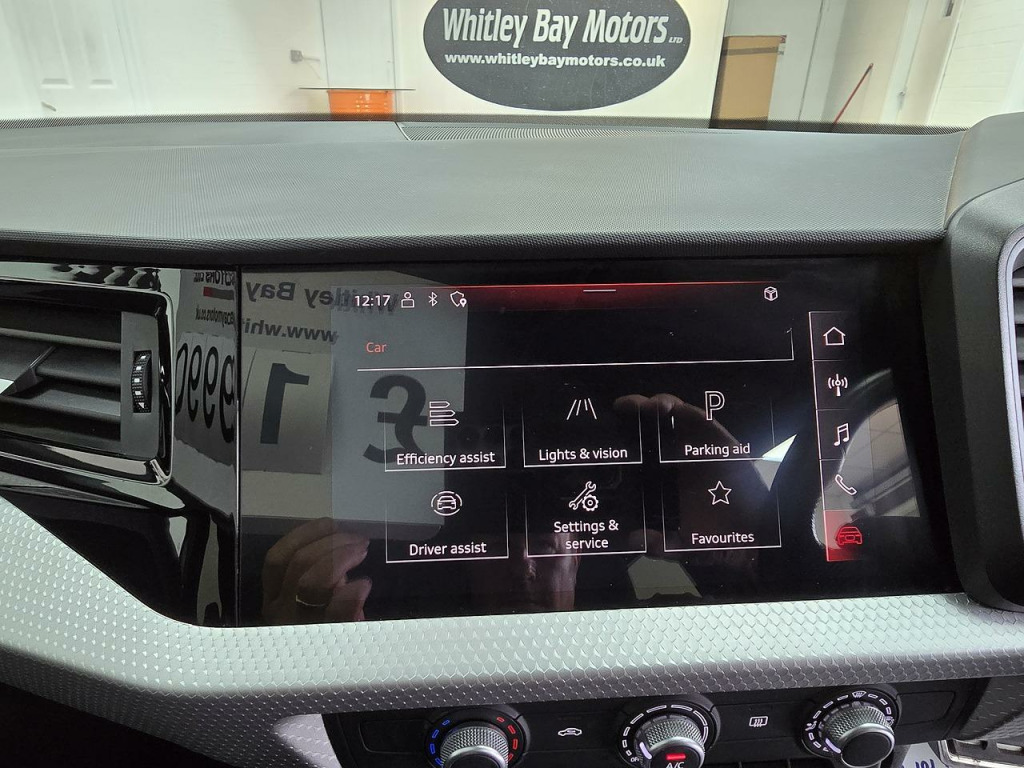 Whitley Bay Motors LTD
www.whitleybaymotors.co.uk
12:17
Car
Efficiency assist
Lights & vision
P
Parking aid
Driver assist
Settings &
service
Favourites
A/C